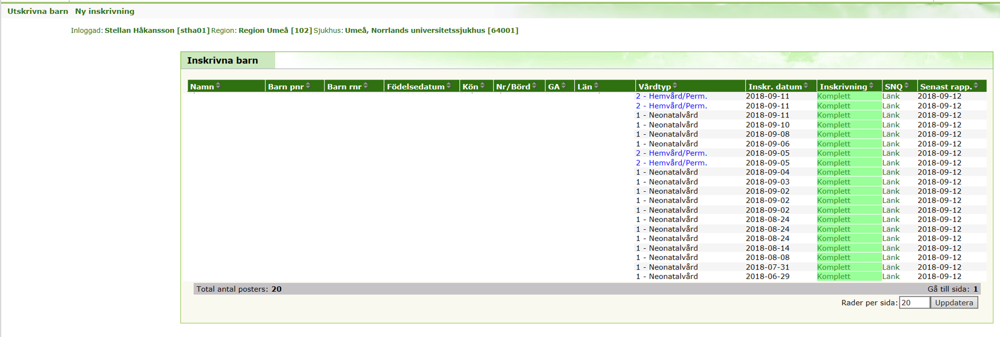 Utskrivna barn Ny inskrivning
Inloggad: Stellan Håkansson [stha01] Region: Region Umeå [102] Sjukhus: Umeå, Norrlands universitetssjukhus [64001]
Inskrivna barn
Namn Barn pnr Barn rnr Födelsedatum Kön Nr/Börd GA Län Vårdtyp Inskr. datum Inskrivning SNQ Senast rapp.
2 - Hemvård/Perm. 2018-09-11 Komplett Länk 2018-09-12
2 - Hemvård/Perm. 2018-09-11 Komplett Länk 2018-09-12
1 - Neonatalvård 2018-09-11 Komplett Länk 2018-09-12
1 - Neonatalvård 2018-09-10 Komplett Länk 2018-09-12
1 - Neonatalvård 2018-09-08 Komplett Länk 2018-09-12
1 - Neonatalvård 2018-09-06 Komplett Länk 2018-09-12
2 - Hemvård/Perm. 2018-09-05 Komplett Länk 2018-09-12
2 - Hemvård/Perm. 2018-09-05 Komplett Länk 2018-09-12
1 - Neonatalvård 2018-09-04 Komplett Länk 2018-09-12
1 - Neonatalvård 2018-09-03 Komplett Länk 2018-09-12
1 - Neonatalvård 2018-09-02 Komplett Länk 2018-09-12
1 - Neonatalvård 2018-09-02 Komplett Länk 2018-09-12
1 - Neonatalvård 2018-09-02 Komplett Länk 2018-09-12
1 - Neonatalvård 2018-08-24 Komplett Länk 2018-09-12
1 - Neonatalvård 2018-08-24 Komplett Länk 2018-09-12
1 - Neonatalvård 2018-08-24 Komplett Länk 2018-09-12
1 - Neonatalvård 2018-08-14 Komplett Länk 2018-09-12
1 - Neonatalvård 2018-08-08 Komplett Länk 2018-09-12
1 - Neonatalvård 2018-07-31 Komplett Länk 2018-09-12
1 - Neonatalvård 2018-06-29 Komplett Länk 2018-09-12
Total antal posters: 20 Gå till sida: 1
Rader per sida: 20 Uppdatera